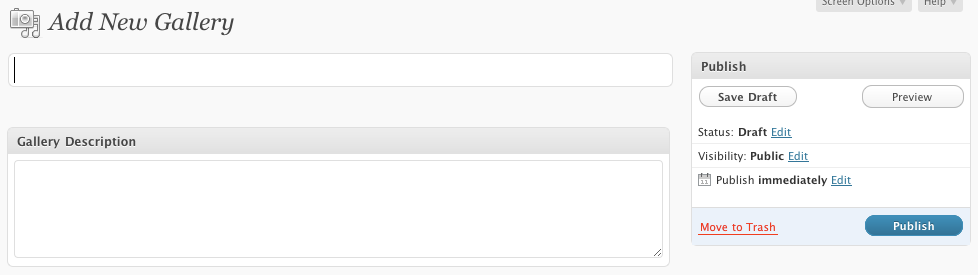 Screen Options
Help
Add New Gallery
Publish
Save Draft
Preview
Gallery Description
Status: Draft Edit
Visibility: Public Edit
11
Publish immediately Edit
Move to Trash
Publish